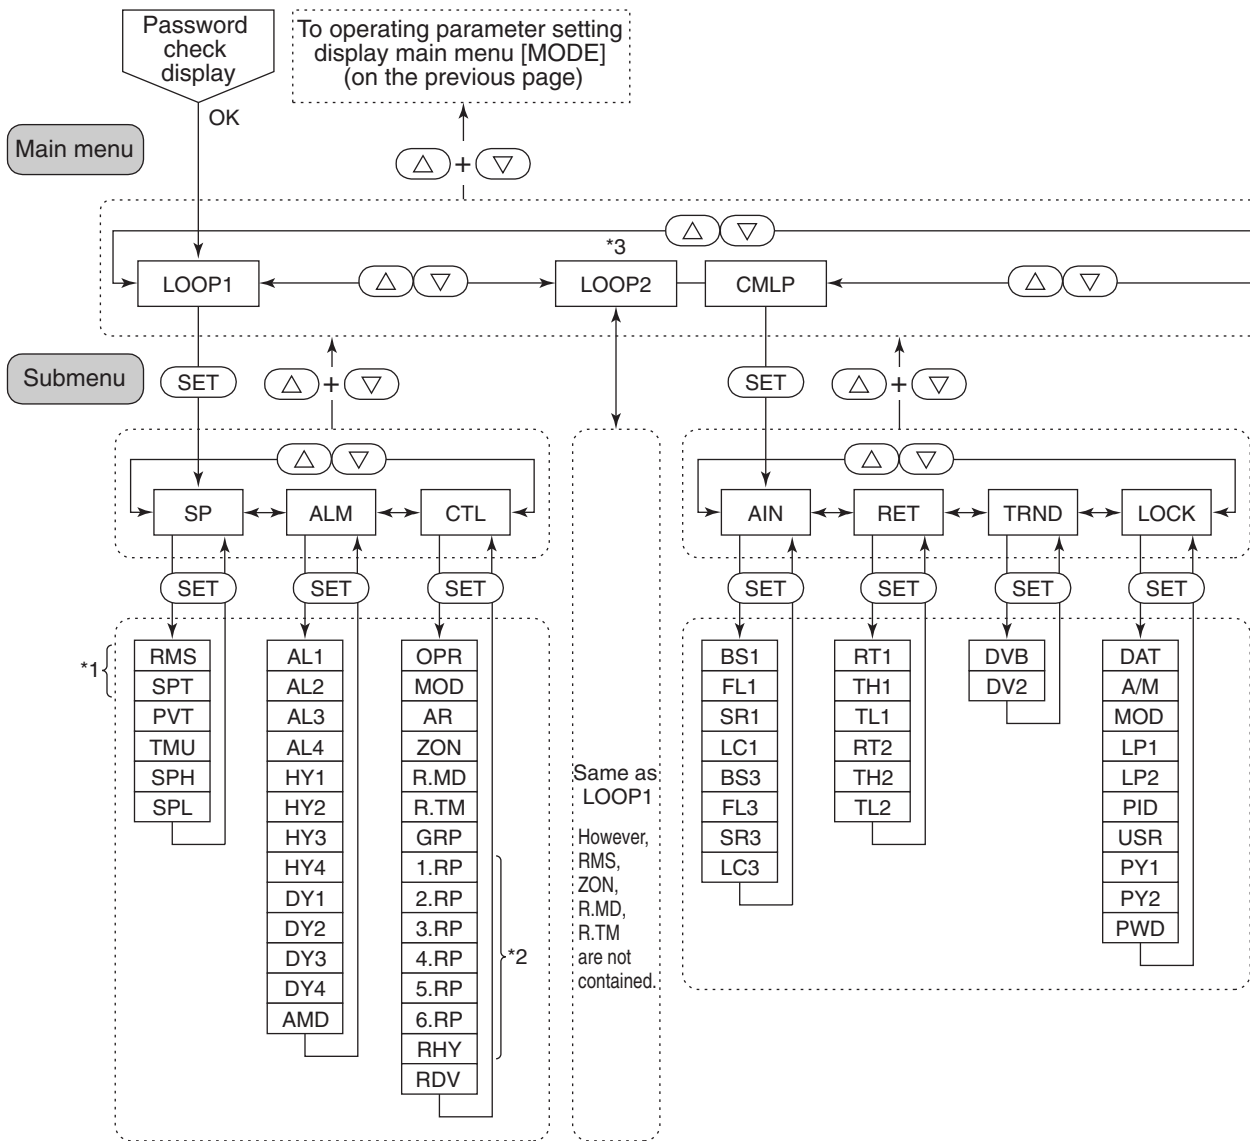 Password
check
display
To operating parameter setting
display main menu [MODE]
(on the previous page)
OK
Main menu
△ + ▽
△ ▽
*3
LOOP1
△ ▽
LOOP2
CMLP
△ ▽
Submenu
SET
△ + ▽
SET
△ + ▽
△ ▽
△ ▽
SP
ALM
CTL
AIN
RET
TRND
LOCK
SET
SET
SET
SET
SET
SET
SET
*1
RMS
SPT
PVT
TMU
SPH
SPL
AL1
AL2
AL3
AL4
HY1
HY2
HY3
HY4
DY1
DY2
DY3
DY4
AMD
OPR
MOD
AR
ZON
R.MD
R.TM
GRP
1.RP
2.RP
3.RP
4.RP
5.RP
6.RP
RHY
RDV
*2
Same as
LOOP1
However,
RMS,
ZON,
R.MD,
R.TM
are not
contained.
BS1
FL1
SR1
LC1
BS3
FL3
SR3
LC3
RT1
TH1
TL1
RT2
TH2
TL2
DVB
DV2
DAT
A/M
MOD
LP1
LP2
PID
USR
PY1
PY2
PWD